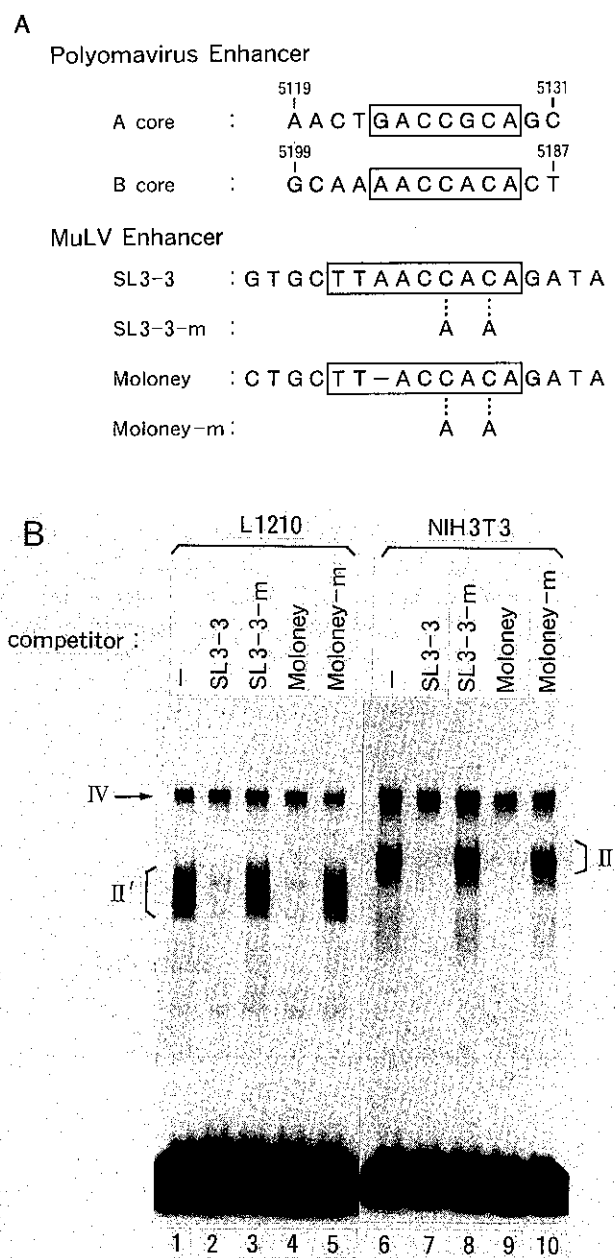 A
Polyomavirus Enhancer
5119 5131
A core : A A C T G A C C G C A G C
5199 5187
B core : G C A A A A C C A C A C T
MuLV Enhancer
SL3-3 : G T G C T T A A C C A C A G A T A
SL3-3-m : A A
Moloney : C T G C T T - A C C A C A G A T A
Moloney-m : A A
B
L1210 NIH3T3
competitor : – SL3-3 SL3-3-m Moloney Moloney-m – SL3-3 SL3-3-m Moloney Moloney-m
IV
II
II'
1 2 3 4 5 6 7 8 9 10